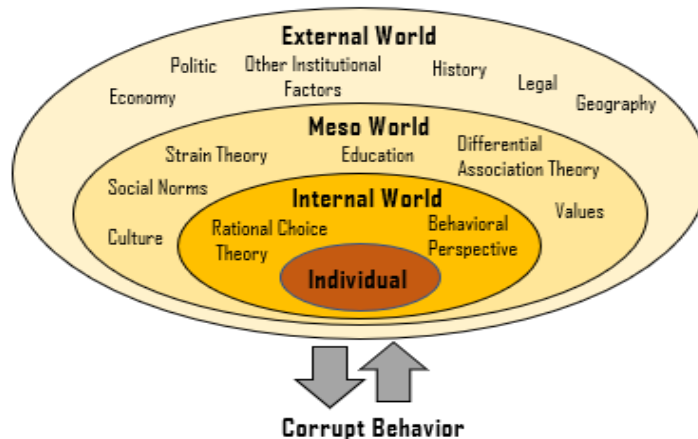 External World
Politic
Other Institutional
Factors
History
Legal
Economy
Geography
Meso World
Strain Theory
Education
Differential
Association Theory
Social Norms
Values
Culture
Internal World
Rational Choice
Theory
Behavioral
Perspective
Individual
Corrupt Behavior